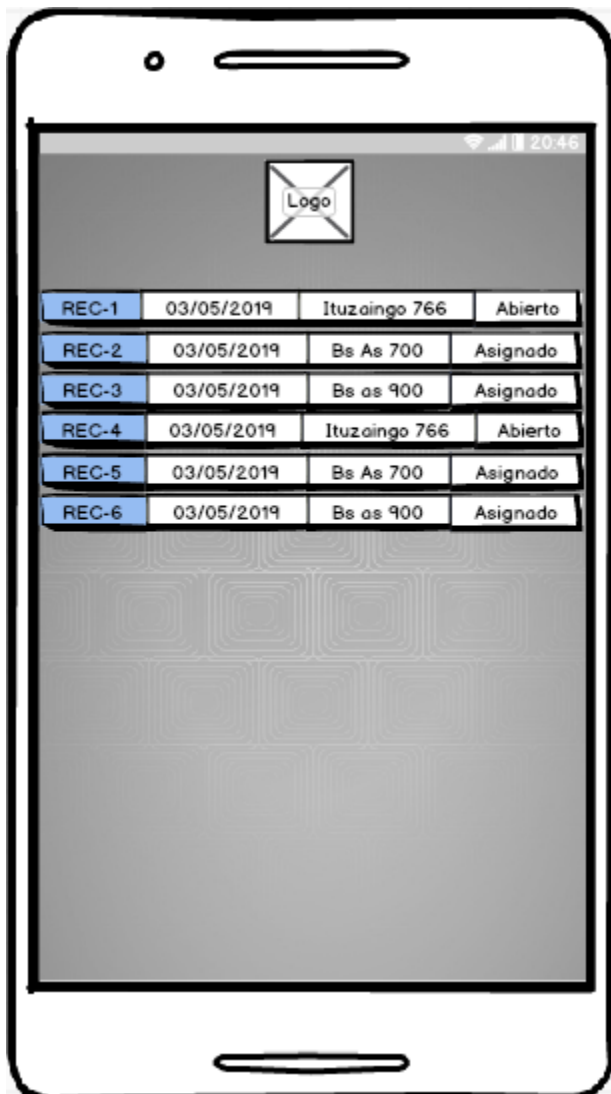 20:46
Logo
REC-1 03/05/2019 Ituzaingo 766 Abierto
REC-2 03/05/2019 Bs As 700 Asignado
REC-3 03/05/2019 Bs as 900 Asignado
REC-4 03/05/2019 Ituzaingo 766 Abierto
REC-5 03/05/2019 Bs As 700 Asignado
REC-6 03/05/2019 Bs as 900 Asignado